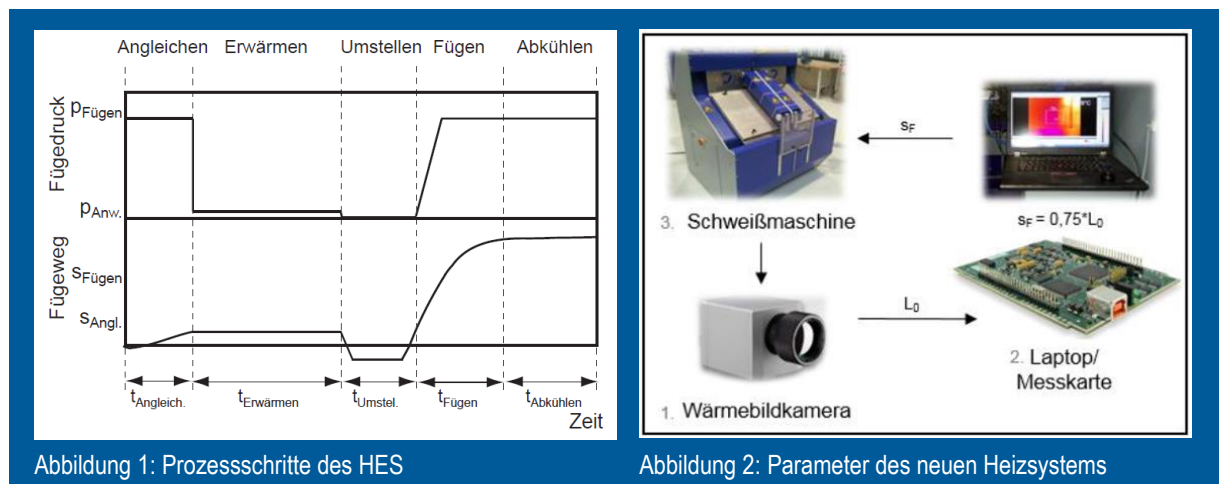 Angleichen Erwärmen Umstellen Fügen Abkühlen
Fügedruck
pFügen
pAnw.
Fügeweg
sFügen
sAngl.
tAngleich. tErwärmen tUmstel. tFügen tAbkühlen
Zeit
Abbildung 1: Prozessschritte des HES
sF
3. Schweißmaschine
sF = 0,75*L0
L0
2. Laptop/
Messkarte
1. Wärmebildkamera
Abbildung 2: Parameter des neuen Heizsystems